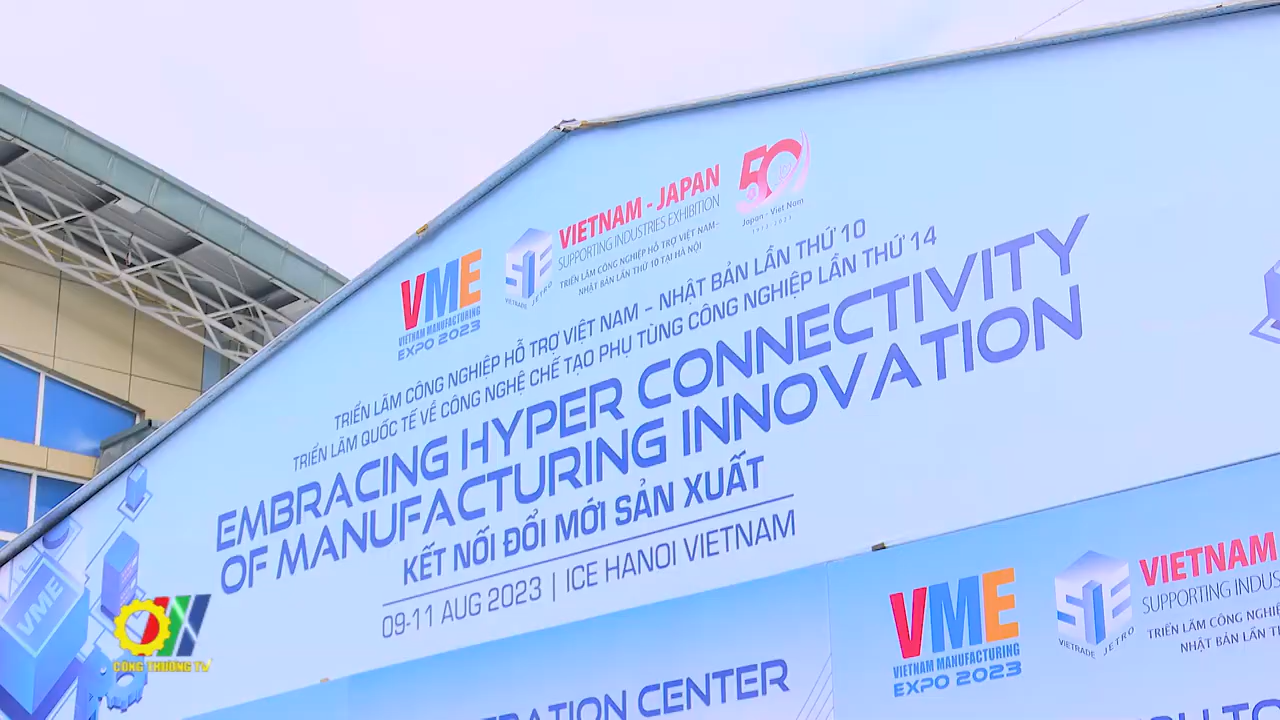 VIETNAM - JAPAN
SUPPORTING INDUSTRIES EXHIBITION
TRIỂN LÃM CÔNG NGHIỆP HỖ TRỢ VIỆT NAM–
NHẬT BẢN LẦN THỨ 10 TẠI HÀ NỘI
50
Japan - Viet Nam
1973-2023
SIE
VIETRADE JETRO
VME
VIETNAM MANUFACTURING
EXPO 2023
TRIỂN LÃM CÔNG NGHIỆP HỖ TRỢ VIỆT NAM – NHẬT BẢN LẦN THỨ 10
TRIỂN LÃM QUỐC TẾ VỀ CÔNG NGHỆ CHẾ TẠO PHỤ TÙNG CÔNG NGHIỆP LẦN THỨ 14
EMBRACING HYPER CONNECTIVITY
OF MANUFACTURING INNOVATION
KẾT NỐI ĐỔI MỚI SẢN XUẤT
09-11 AUG 2023 | ICE HANOI VIETNAM
VME
CÔNG THƯƠNG TV
CENTER
VME
VIETNAM MANUFACTURING
EXPO 2023
SIE
VIETRADE JETRO
VIETNAM
SUPPORTING
TRIỂN LÃM CÔNG
NHẬT BẢN LẦN